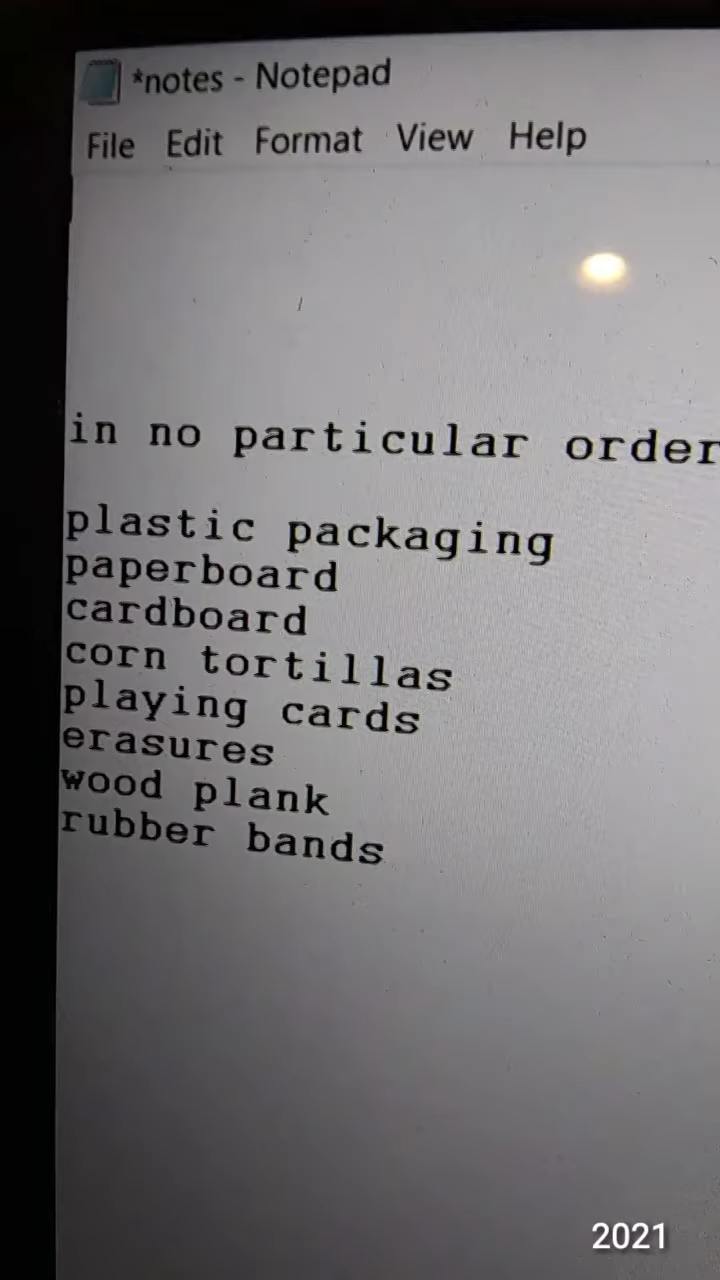 *notes - Notepad
File Edit Format View Help
in no particular order
plastic packaging
paperboard
cardboard
corn tortillas
playing cards
erasures
wood plank
rubber bands
2021